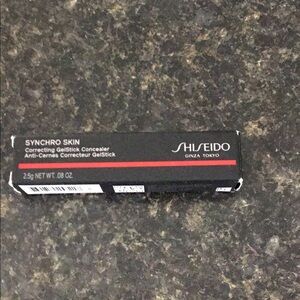 SYNCHRO SKIN
Correcting GelStick Concealer
Anti-Cernes Correcteur GelStick
SHISEIDO
GINZA TOKYO
2.5g NET WT. .08 OZ.